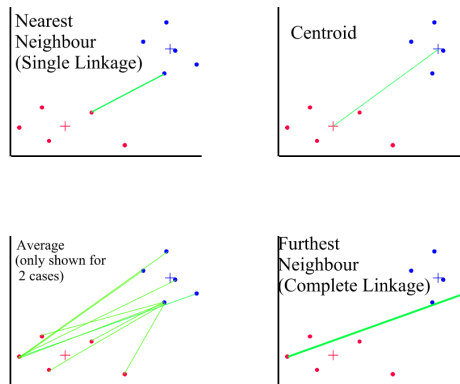 Nearest
Neighbour
(Single Linkage)
Centroid
Average
(only shown for
2 cases)
Furthest
Neighbour
(Complete Linkage)